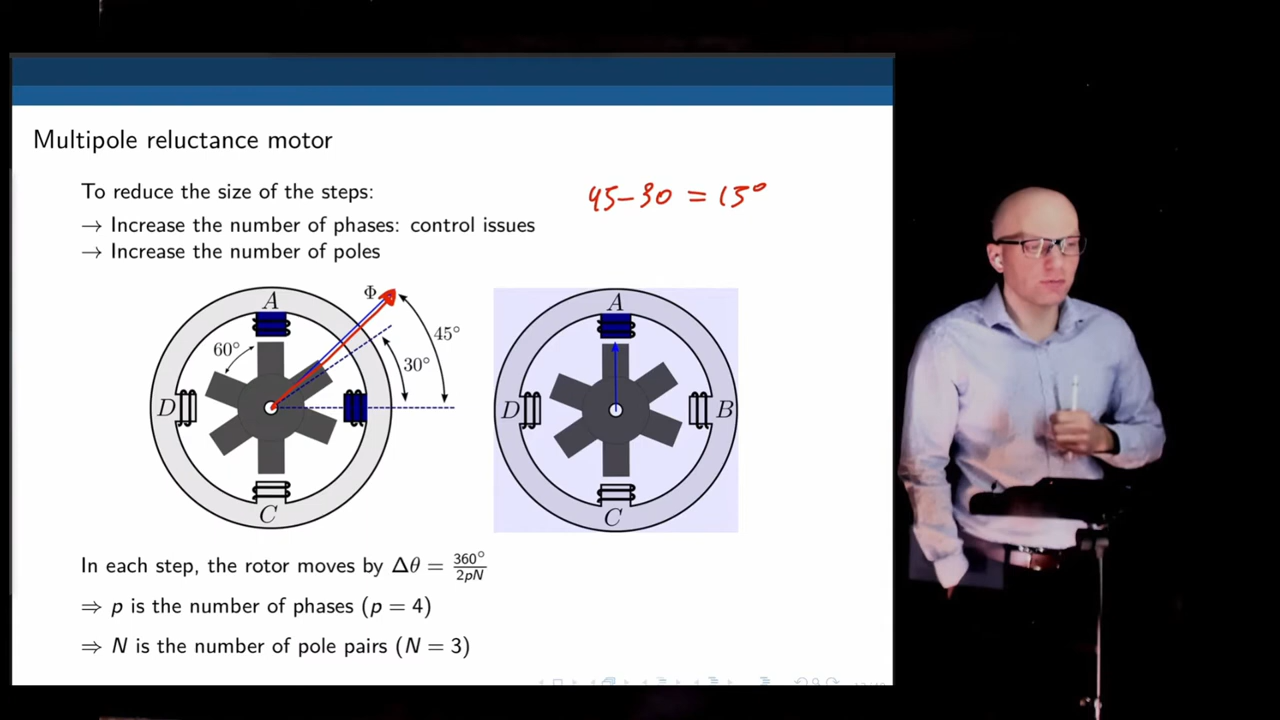 Multipole reluctance motor
To reduce the size of the steps:
45-30 = 15°
→ Increase the number of phases: control issues
→ Increase the number of poles
A
Φ
45°
60°
30°
D
C
A
D
B
C
In each step, the rotor moves by Δθ = 360°/2pN
⇒ p is the number of phases (p = 4)
⇒ N is the number of pole pairs (N = 3)